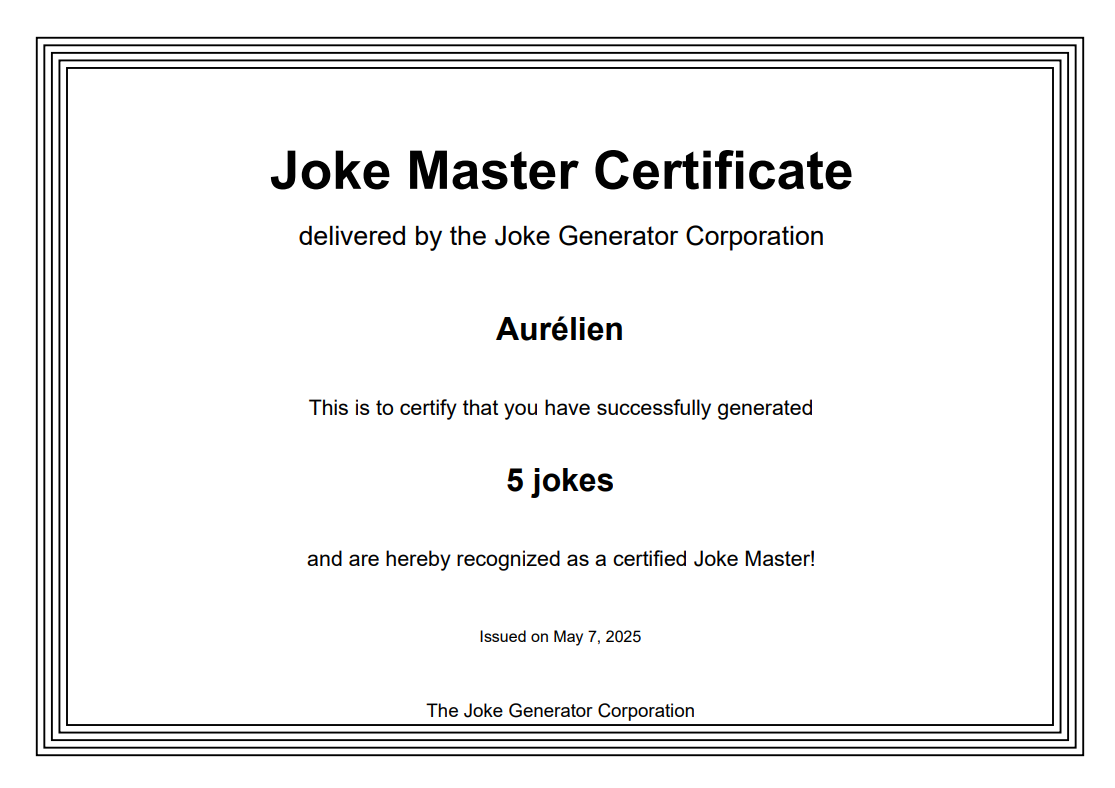 Joke Master Certificate
delivered by the Joke Generator Corporation
Aurélien
This is to certify that you have successfully generated
5 jokes
and are hereby recognized as a certified Joke Master!
Issued on May 7, 2025
The Joke Generator Corporation